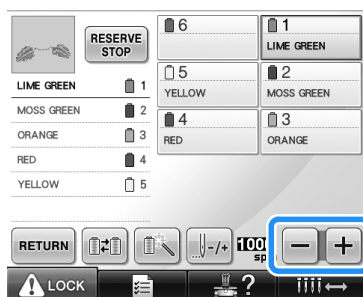 RESERVE
STOP
6
1
LIME GREEN
5
YELLOW
2
MOSS GREEN
4
RED
3
ORANGE
LIME GREEN 1
MOSS GREEN 2
ORANGE 3
RED 4
YELLOW 5
RETURN
-/+
100
sp
− +
LOCK
?